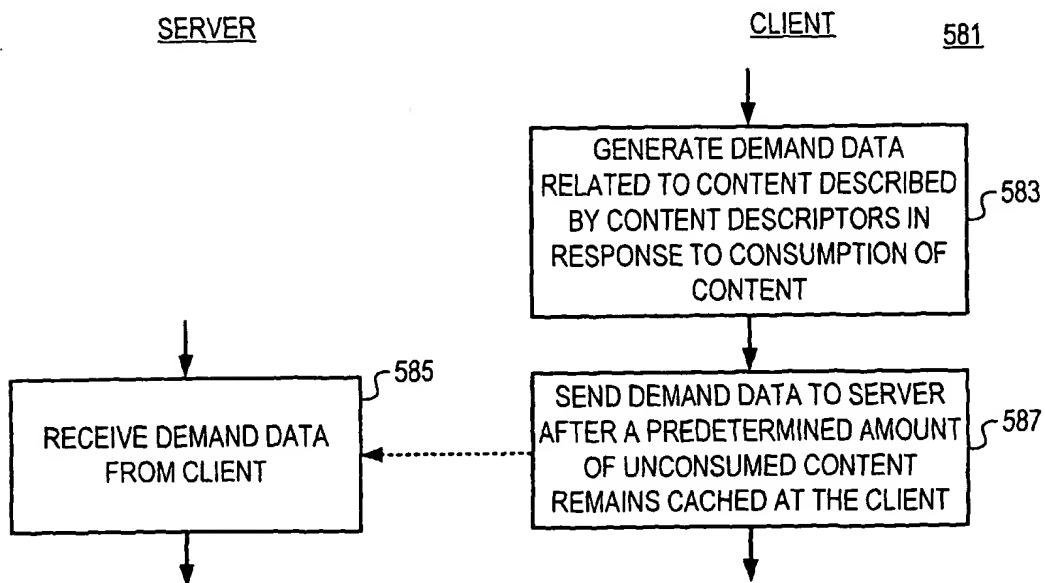 SERVER
CLIENT
581
GENERATE DEMAND DATA
RELATED TO CONTENT DESCRIBED
BY CONTENT DESCRIPTORS IN
RESPONSE TO CONSUMPTION OF
CONTENT
583
585
RECEIVE DEMAND DATA
FROM CLIENT
SEND DEMAND DATA TO SERVER
AFTER A PREDETERMINED AMOUNT
OF UNCONSUMED CONTENT
REMAINS CACHED AT THE CLIENT
587